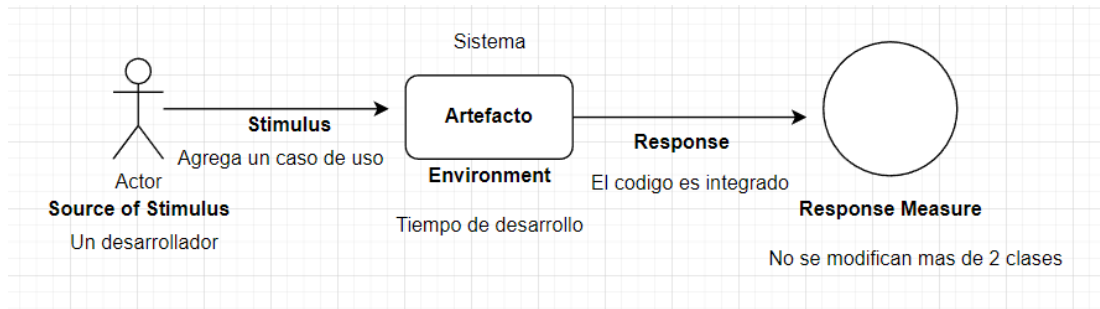 Sistema
Artefacto
Stimulus
Agrega un caso de uso
Response
Environment
El codigo es integrado
Actor
Source of Stimulus
Un desarrollador
Tiempo de desarrollo
Response Measure
No se modifican mas de 2 clases